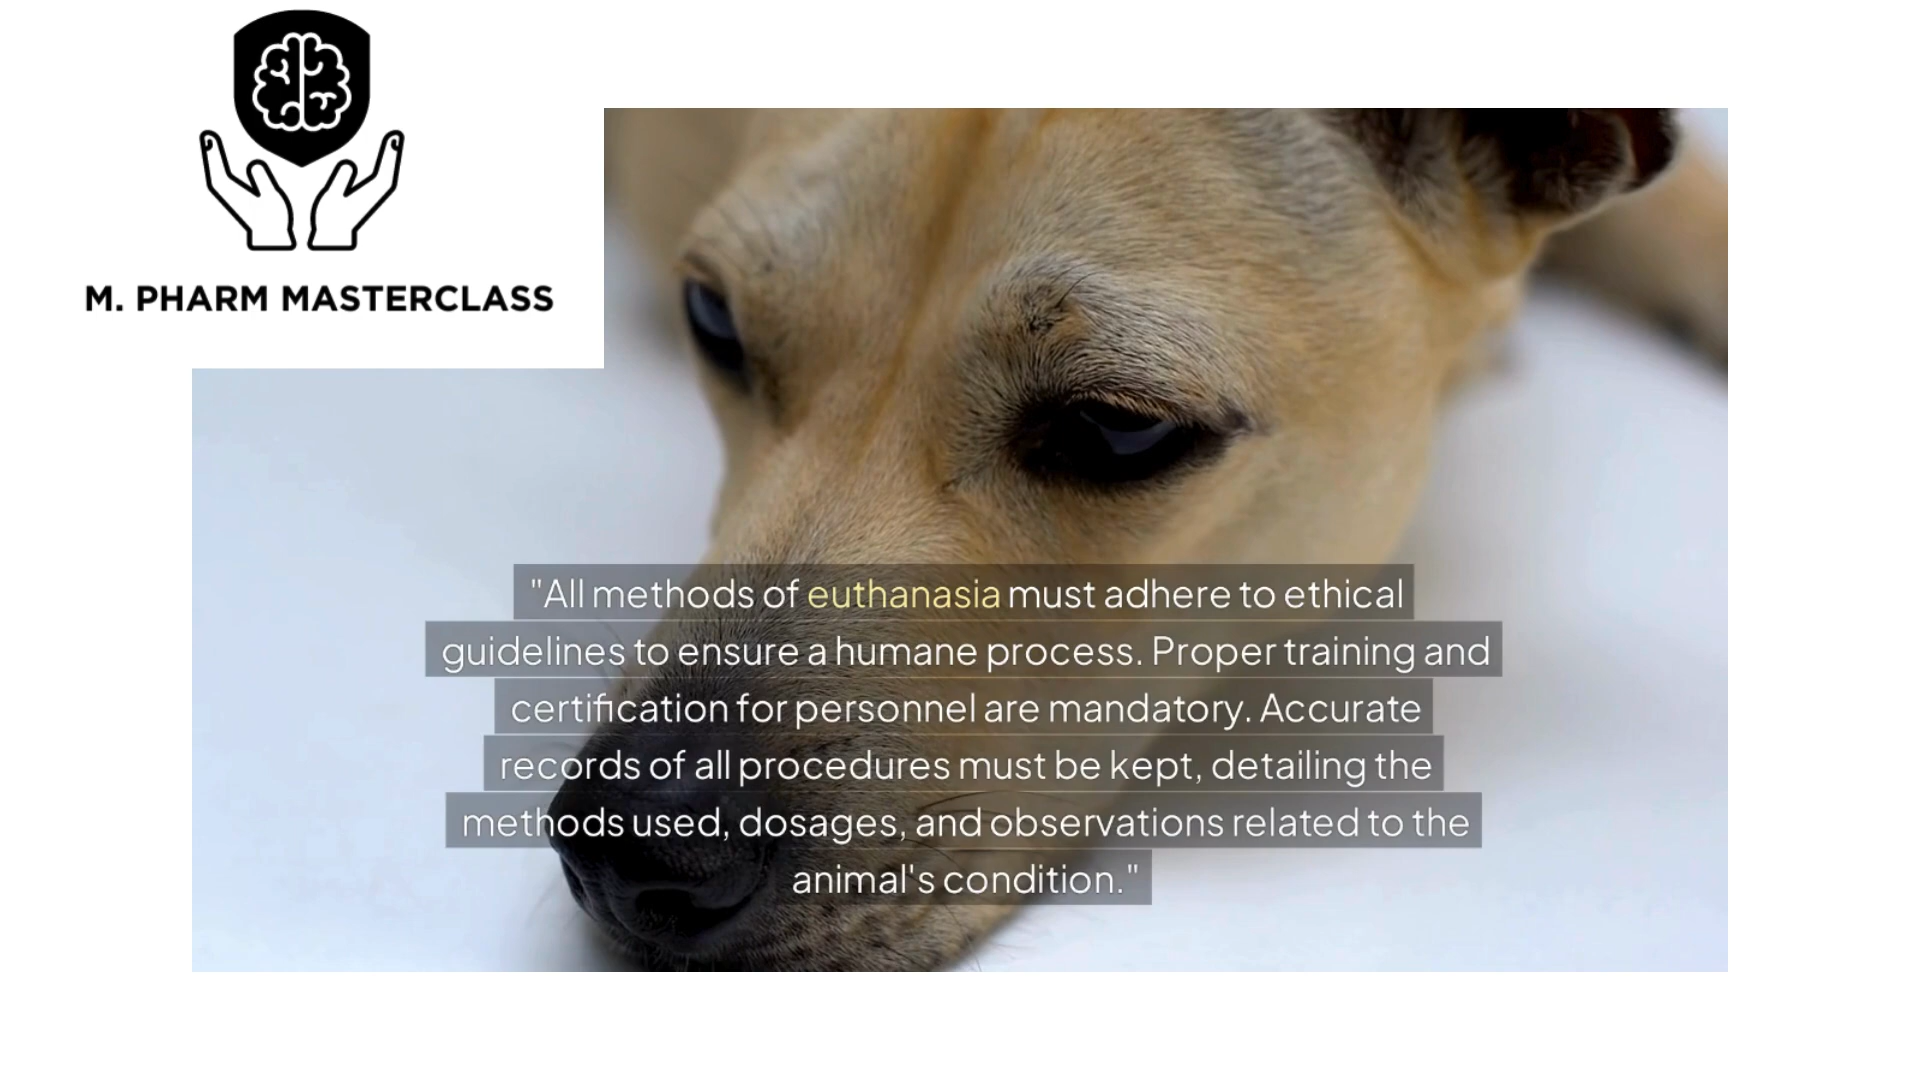 M. PHARM MASTERCLASS
"All methods of euthanasia must adhere to ethical
guidelines to ensure a humane process. Proper training and
certification for personnel are mandatory. Accurate
records of all procedures must be kept, detailing the
methods used, dosages, and observations related to the
animal's condition."